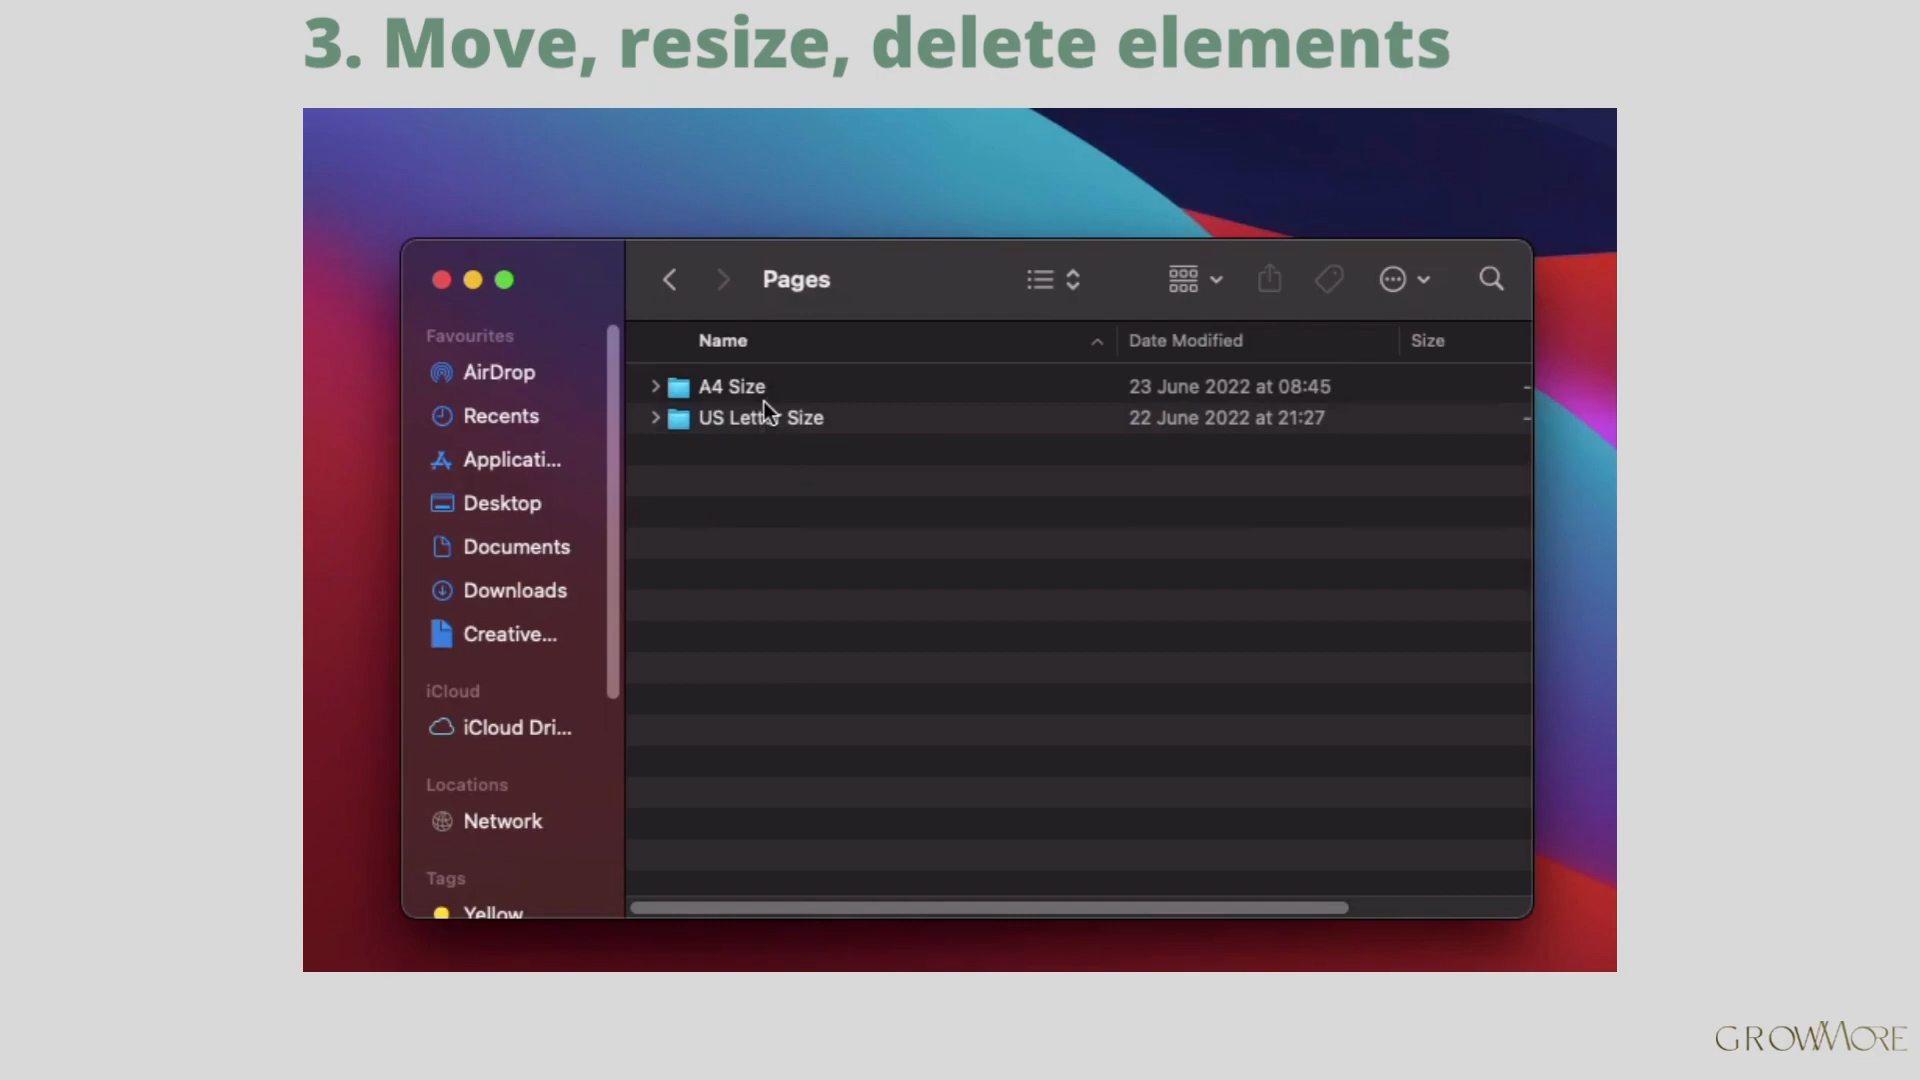 3. Move, resize, delete elements
Pages
Favourites
AirDrop
Recents
Applicati...
Desktop
Documents
Downloads
Creative...
iCloud
iCloud Dri...
Locations
Network
Tags
Yellow
Name Date Modified Size
A4 Size 23 June 2022 at 08:45 -
US Letter Size 22 June 2022 at 21:27 -
GROWMORE